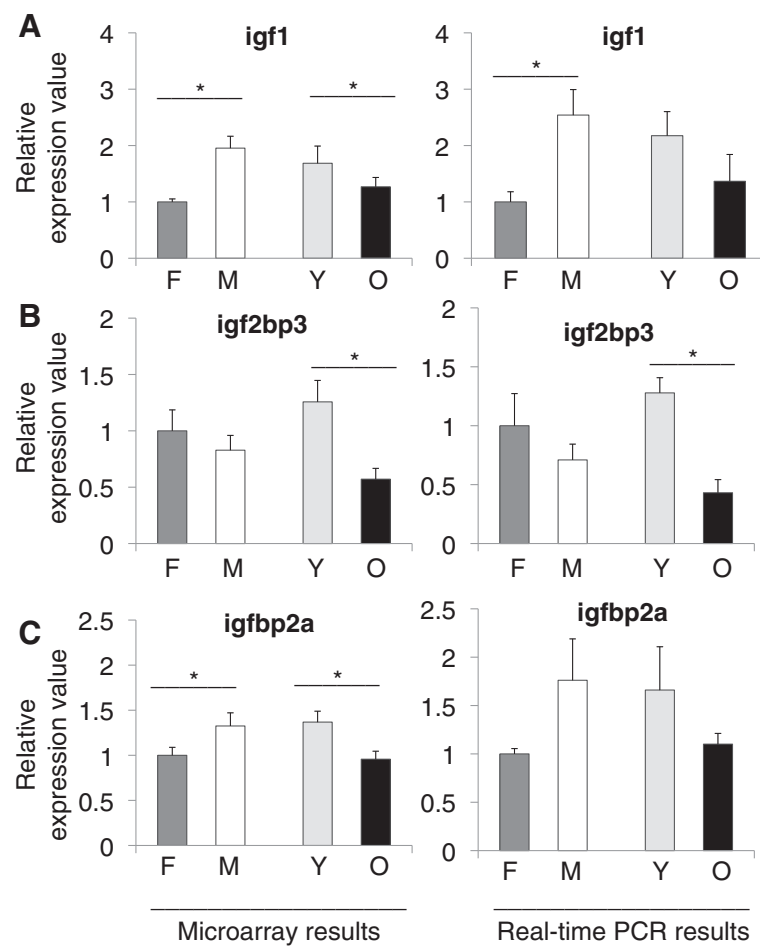 A
igf1
igf1
Relative
expression value
4
3
2
1
0
*
*
F M Y O
4
3
2
1
0
*
F M Y O
B
igf2bp3
igf2bp3
Relative
expression value
2
1.5
1
0.5
0
*
F M Y O
2
1.5
1
0.5
0
*
F M Y O
C
igfbp2a
igfbp2a
Relative
expression value
2.5
2
1.5
1
0.5
0
*
*
F M Y O
2.5
2
1.5
1
0.5
0
F M Y O
Microarray results
Real-time PCR results